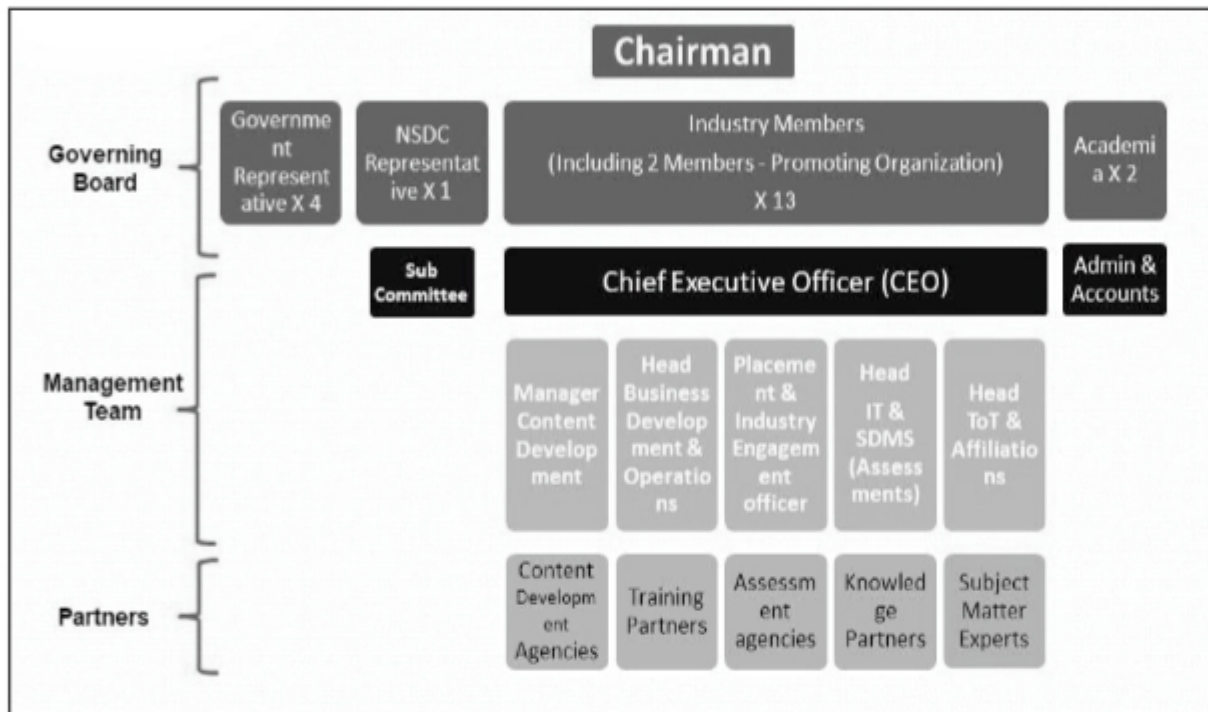 Chairman
Governing
Board
Governme
nt
Represent
ative X 4
NSDC
Representat
ive X 1
Industry Members
(Including 2 Members - Promoting Organization)
X 13
Academi
a X 2
Management
Team
Sub
Committee
Chief Executive Officer (CEO)
Admin &
Accounts
Manager
Content
Develop
ment
Head
Business
Develop
ment &
Operatio
ns
Placeme
nt &
Industry
Engagem
ent
officer
Head
IT &
SDMS
(Assess
ments)
Head
ToT &
Affiliatio
ns
Partners
Content
Developm
ent
Agencies
Training
Partners
Assessm
ent
agencies
Knowled
ge
Partners
Subject
Matter
Experts